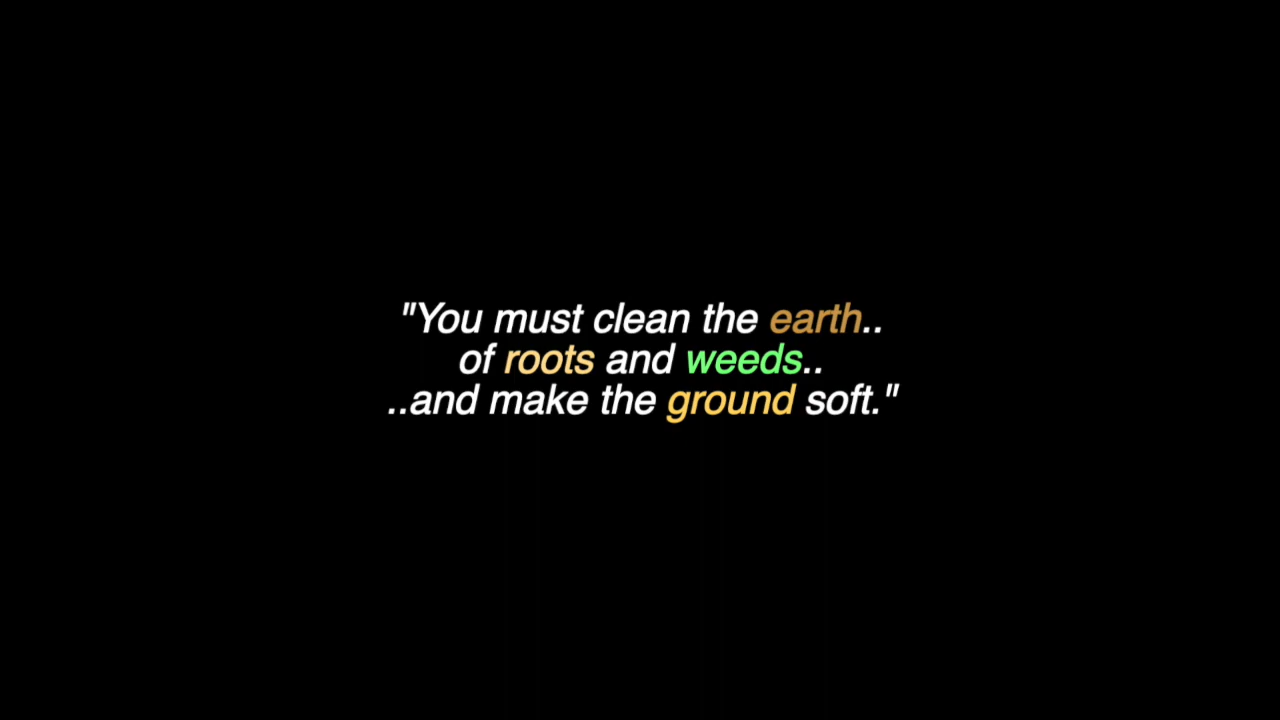 "You must clean the earth..
of roots and weeds..
..and make the ground soft."